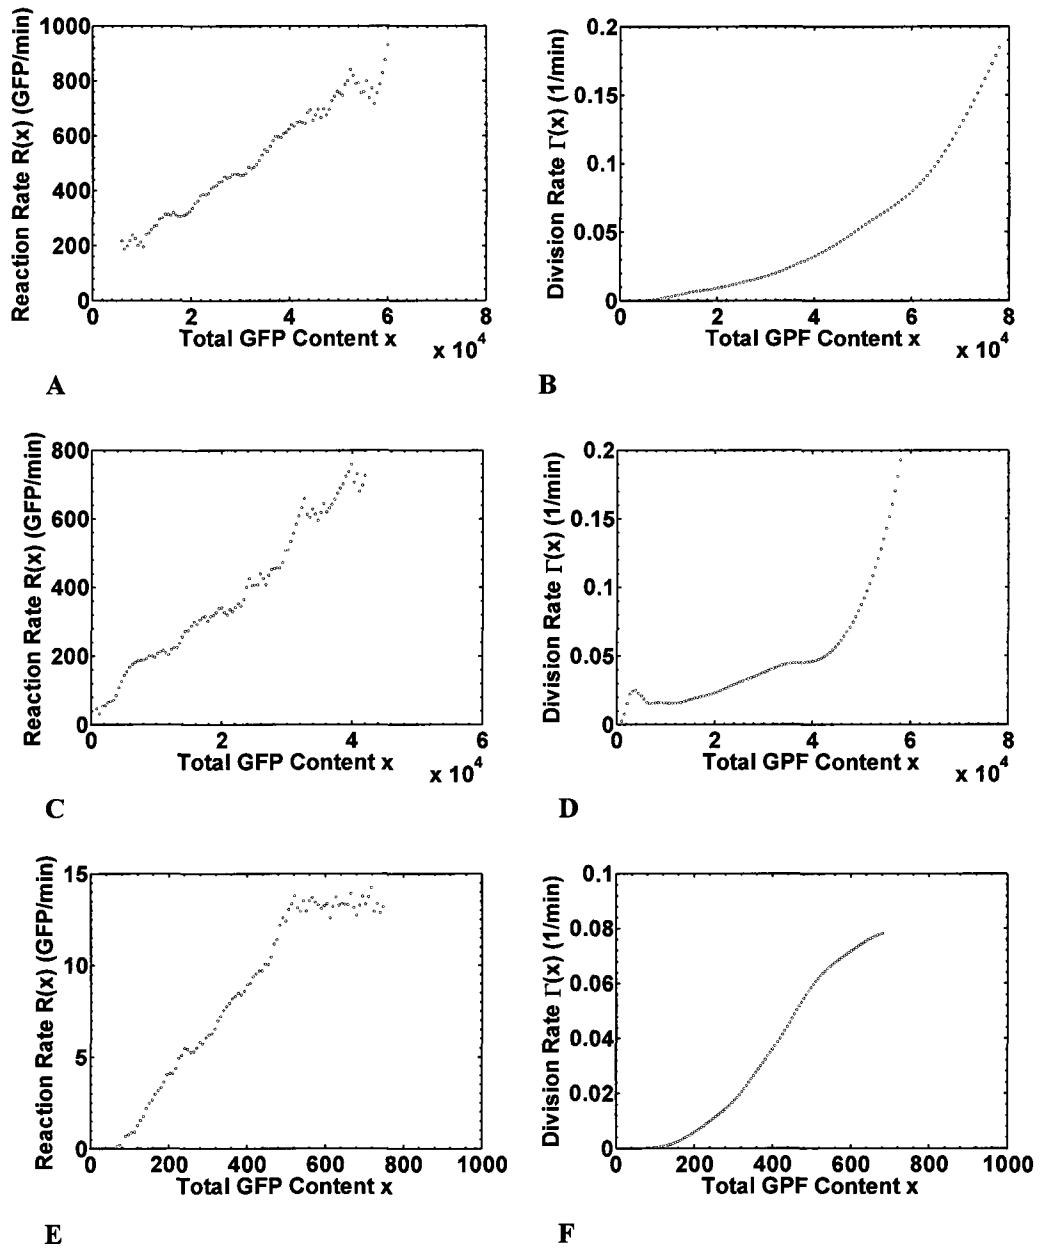 Reaction Rate R(x) (GFP/min)
1000
800
600
400
200
0
0 2 4 6 8
Total GFP Content x
x 10^4
A
Division Rate Γ(x) (1/min)
0.2
0.15
0.1
0.05
0
0 2 4 6 8
Total GPF Content x
x 10^4
B
Reaction Rate R(x) (GFP/min)
800
600
400
200
0
0 2 4 6
Total GFP Content x
x 10^4
C
Division Rate Γ(x) (1/min)
0.2
0.15
0.1
0.05
0
0 2 4 6 8
Total GPF Content x
x 10^4
D
Reaction Rate R(x) (GFP/min)
15
10
5
0
0 200 400 600 800 1000
Total GFP Content x
E
Division Rate Γ(x) (1/min)
0.1
0.08
0.06
0.04
0.02
0
0 200 400 600 800 1000
Total GPF Content x
F